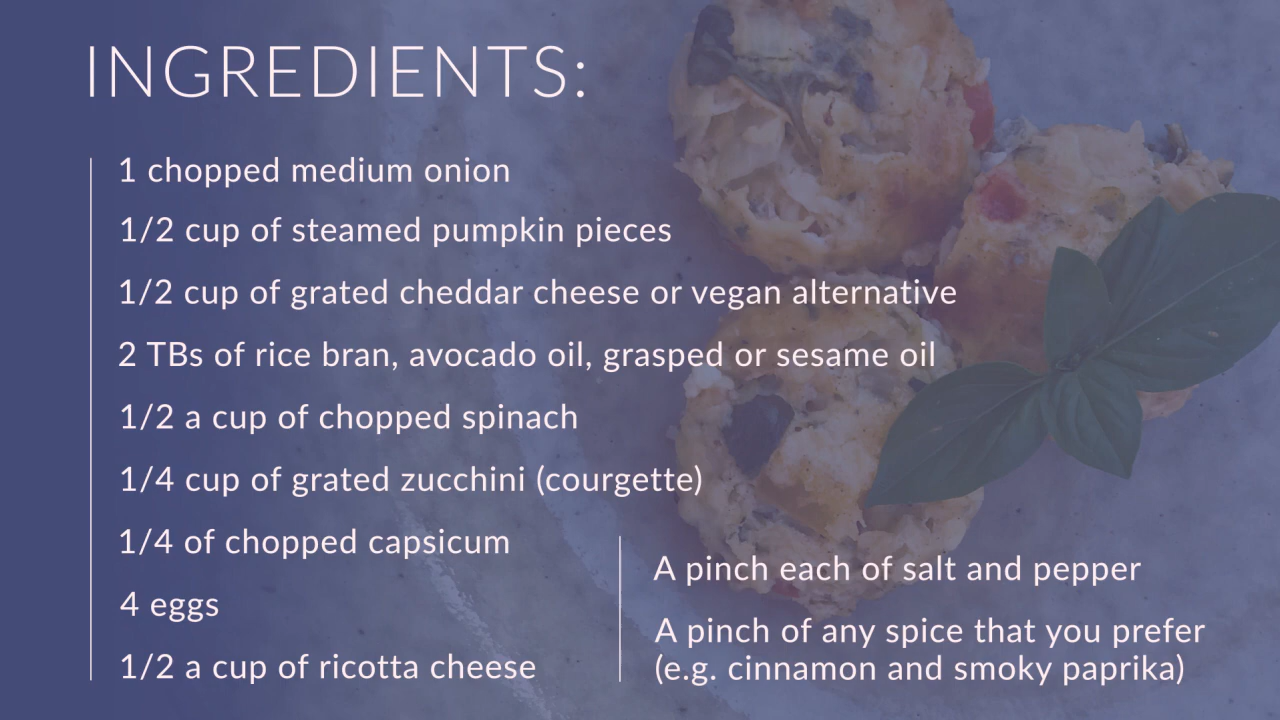 INGREDIENTS:
1 chopped medium onion
1/2 cup of steamed pumpkin pieces
1/2 cup of grated cheddar cheese or vegan alternative
2 TBs of rice bran, avocado oil, grasped or sesame oil
1/2 a cup of chopped spinach
1/4 cup of grated zucchini (courgette)
1/4 of chopped capsicum
4 eggs
1/2 a cup of ricotta cheese
A pinch each of salt and pepper
A pinch of any spice that you prefer
(e.g. cinnamon and smoky paprika)